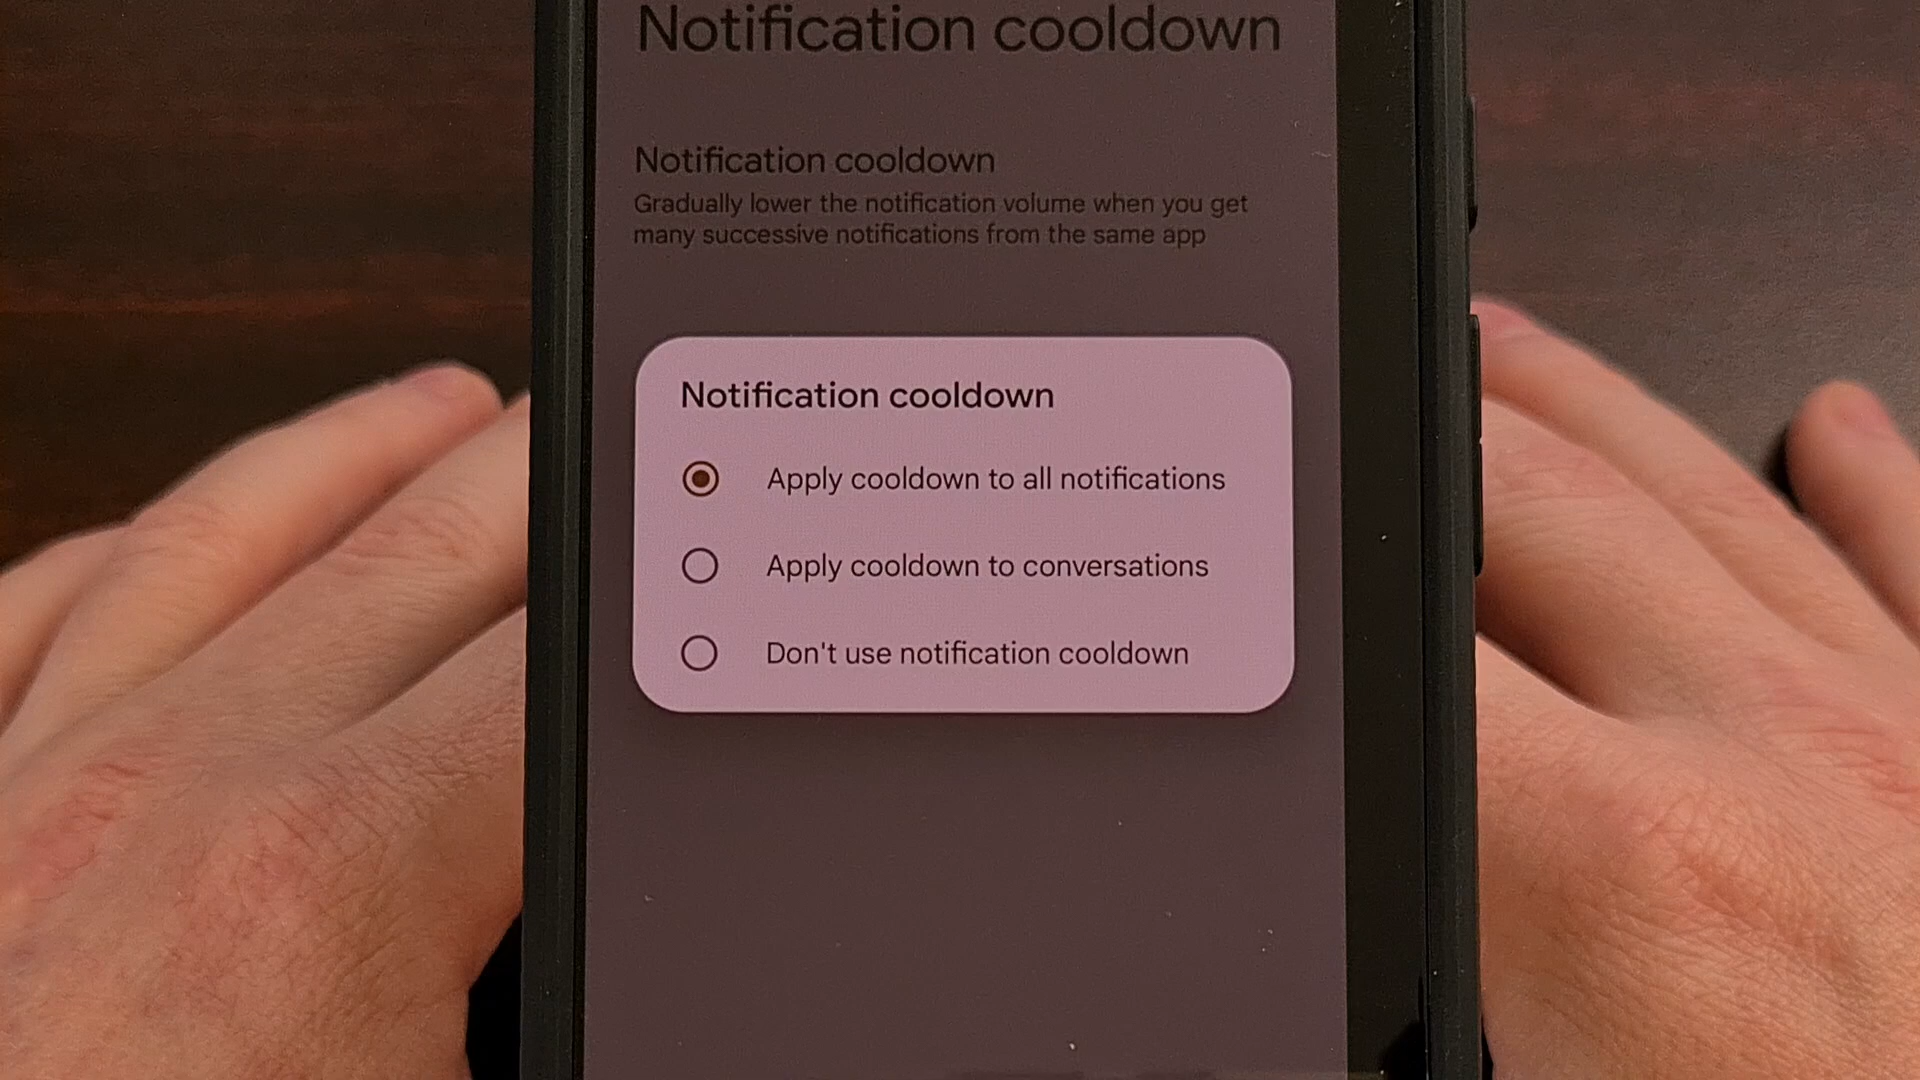 Notification cooldown
Notification cooldown
Gradually lower the notification volume when you get
many successive notifications from the same app
Notification cooldown
Apply cooldown to all notifications
Apply cooldown to conversations
Don't use notification cooldown